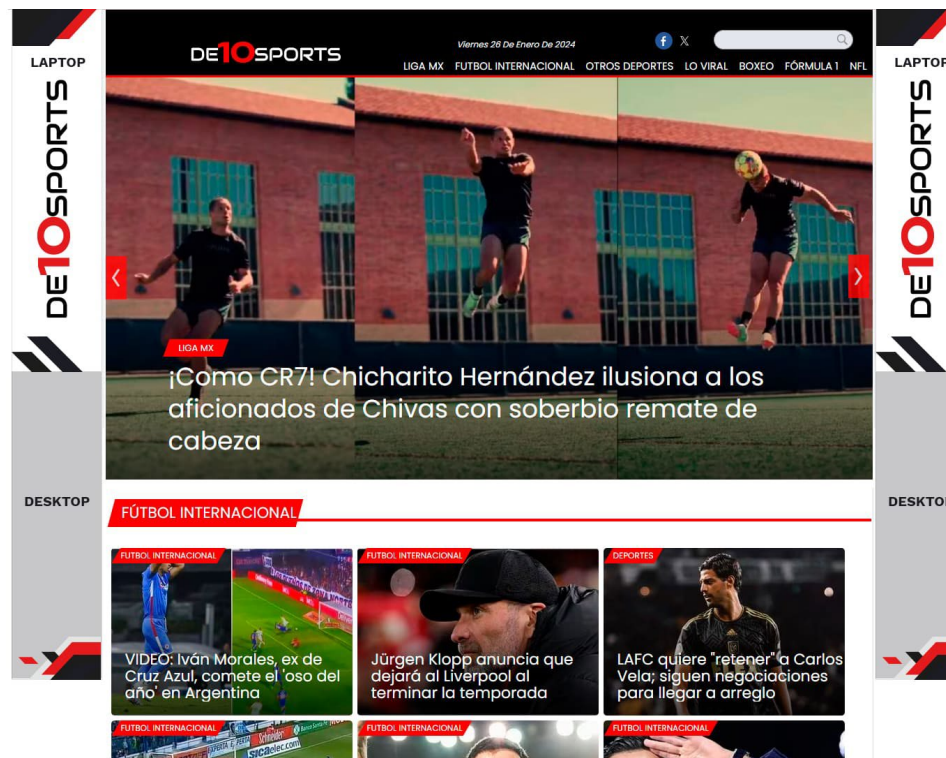 LAPTOP
DE10SPORTS
DESKTOP
DE10SPORTS
Viernes 26 De Enero De 2024
f X
LIGA MX FUTBOL INTERNACIONAL OTROS DEPORTES LO VIRAL BOXEO FÓRMULA 1 NFL
LIGA MX
¡Como CR7! Chicharito Hernández ilusiona a los
aficionados de Chivas con soberbio remate de
cabeza
FÚTBOL INTERNACIONAL
FUTBOL INTERNACIONAL
VIDEO: Iván Morales, ex de
Cruz Azul, comete el 'oso del
año' en Argentina
FUTBOL INTERNACIONAL
Jürgen Klopp anuncia que
dejará al Liverpool al
terminar la temporada
DEPORTES
LAFC quiere "retener" a Carlos
Vela; siguen negociaciones
para llegar a arreglo
FUTBOL INTERNACIONAL
Schneider
sicaelec.com
FUTBOL INTERNACIONAL
FUTBOL INTERNACIONAL
LAPTOP
DE10SPORTS
DESKTO